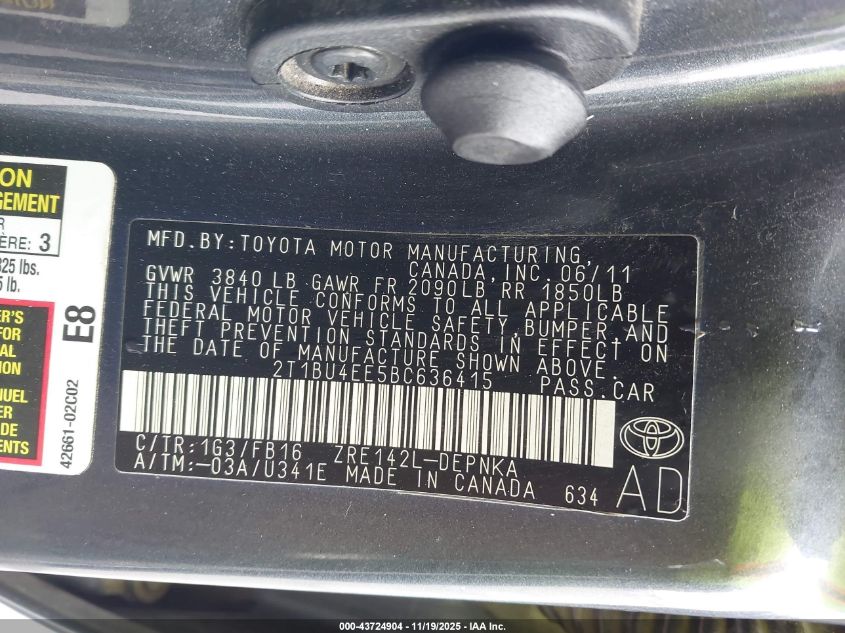 ON
GEMENT
R
ÈRE: 3
825 lbs.
5 lb.
ER'S
FOR
AL
TION
NUEL
ER
DE
ENTS
E8
42661-02C02
MFD.BY:TOYOTA MOTOR MANUFACTURING,
CANADA, INC. 06/11
GVWR 3840 LB GAWR FR 2090LB RR 1850LB
THIS VEHICLE CONFORMS TO ALL APPLICABLE
FEDERAL MOTOR VEHICLE SAFETY,BUMPER AND
THEFT PREVENTION STANDARDS IN EFFECT ON
THE DATE OF MANUFACTURE SHOWN ABOVE.
2T1BU4EE5BC636415 PASS.CAR
C/TR:1G3/FB16 ZRE142L-DEPNKA
A/TM:-03A/U341E MADE IN CANADA 634
AD
000-43724904 - 11/19/2025 - IAA Inc.